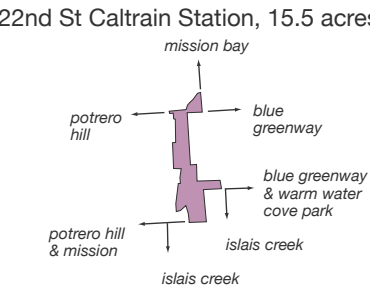 22nd St Caltrain Station, 15.5 acres
mission bay
potrero
hill
blue
greenway
blue greenway
& warm water
cove park
potrero hill
& mission
islais creek
islais creek